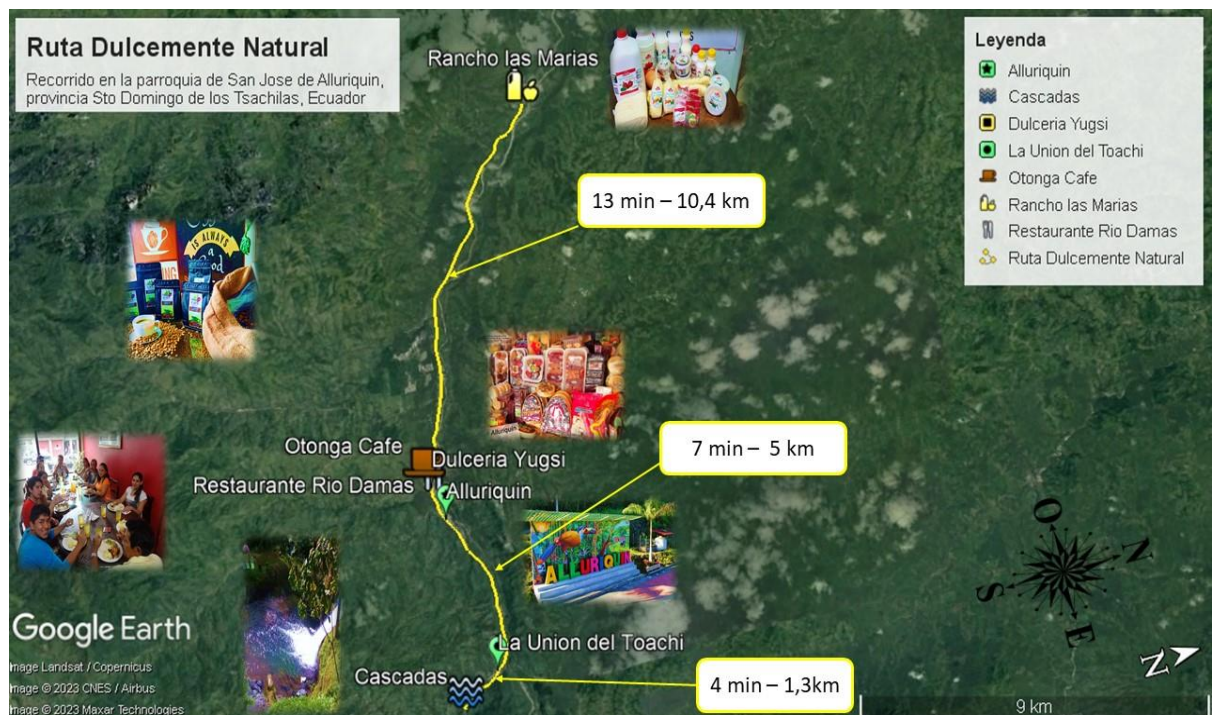 Ruta Dulcemente Natural
Recorrido en la parroquia de San Jose de Alluriquin,
provincia Sto Domingo de los Tsachilas, Ecuador
Rancho las Marias
Leyenda
Alluriquin
Cascadas
Dulceria Yugsi
La Union del Toachi
Otonga Cafe
Rancho las Marias
Restaurante Rio Damas
Ruta Dulcemente Natural
13 min – 10,4 km
IS ALWAYS
a
Otonga Cafe
Dulceria Yugsi
Restaurante Rio Damas
Alluriquin
Alluriquin
7 min – 5 km
ALLURIQUIN
La Union del Toachi
Cascadas
4 min – 1,3km
O
N
S
E
N
9 km
Google Earth
Image Landsat / Copernicus
Image © 2023 CNES / Airbus
Image © 2023 Maxar Technologies